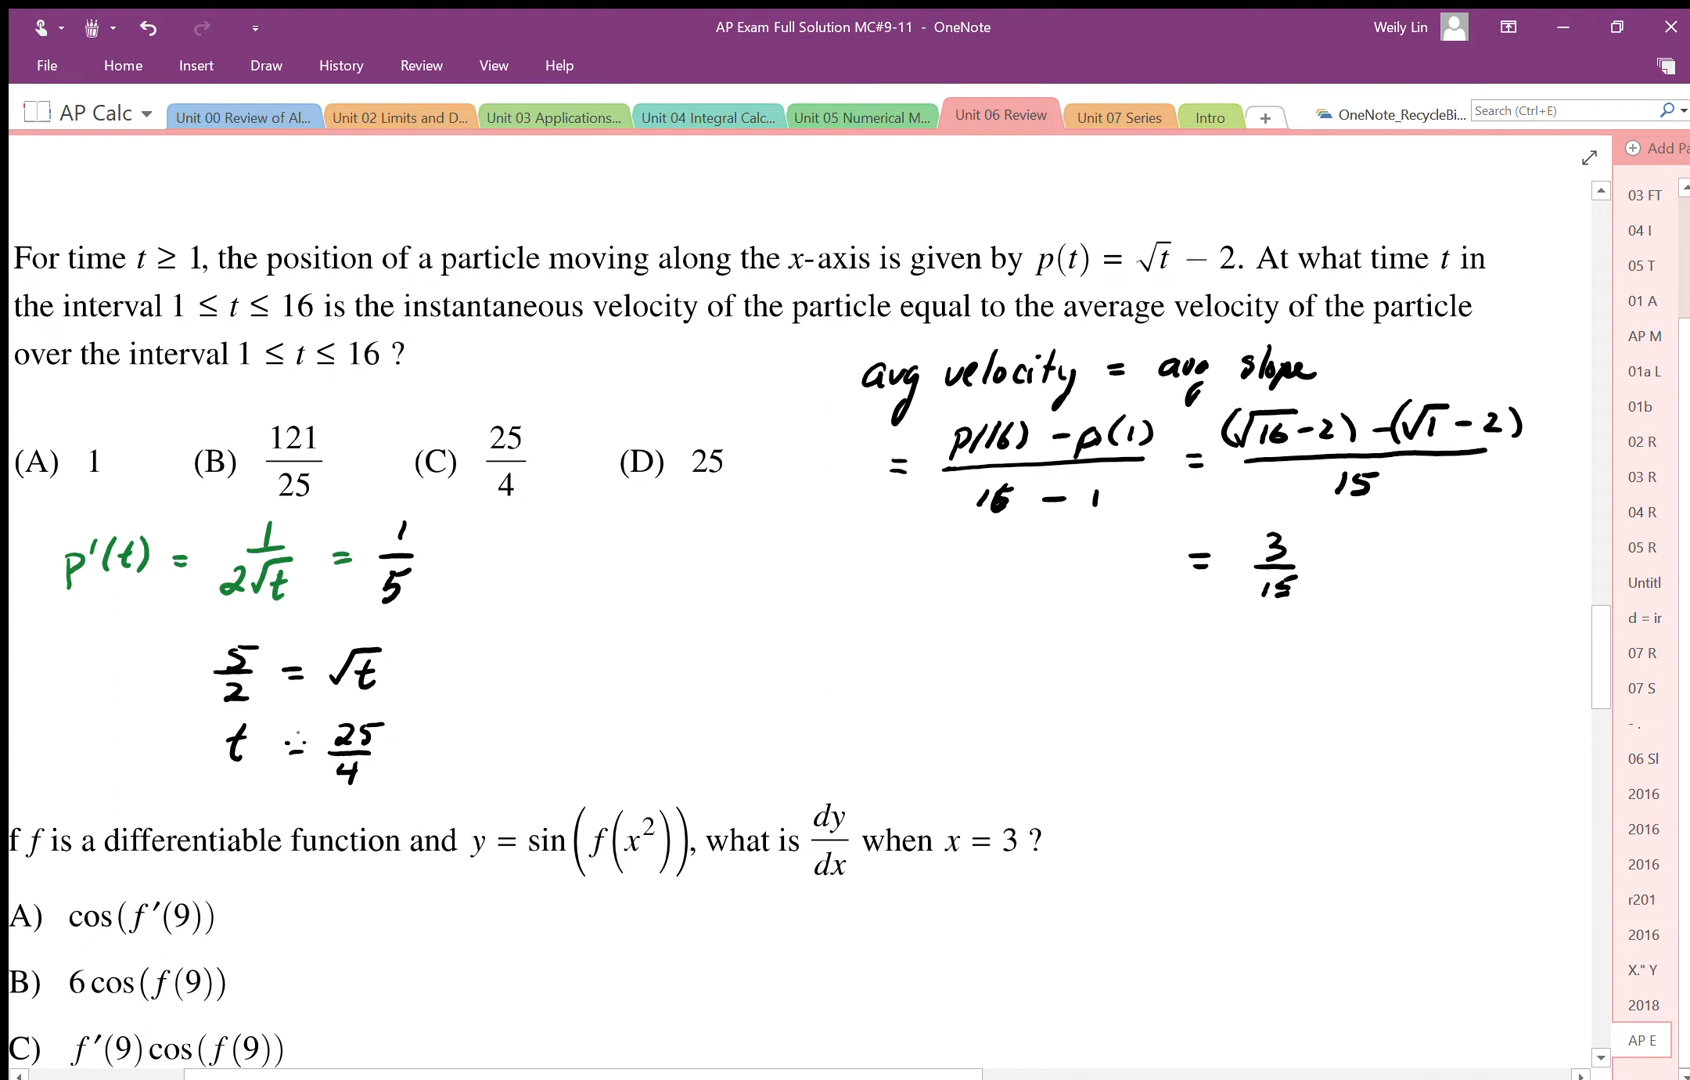 AP Exam Full Solution MC#9-11 - OneNote
Weily Lin
File Home Insert Draw History Review View Help
AP Calc
Unit 00 Review of Al... Unit 02 Limits and D... Unit 03 Applications... Unit 04 Integral Calc... Unit 05 Numerical M... Unit 06 Review Unit 07 Series Intro +
OneNote_RecycleBi...
Search (Ctrl+E)
For time t ≥ 1, the position of a particle moving along the x-axis is given by p(t) = √t − 2. At what time t in
the interval 1 ≤ t ≤ 16 is the instantaneous velocity of the particle equal to the average velocity of the particle
over the interval 1 ≤ t ≤ 16 ?
avg velocity = avg slope
= (p(16) - p(1))/(16 - 1) = ((√16 - 2) - (√1 - 2))/15
= 3/15
(A) 1 (B) 121/25 (C) 25/4 (D) 25
p'(t) = 1/(2√t) = 1/5
5/2 = √t
t = 25/4
f f is a differentiable function and y = sin(f(x²)), what is dy/dx when x = 3 ?
A) cos(f′(9))
B) 6 cos(f(9))
C) f′(9) cos(f(9))
Add Pa
03 FT
04 I
05 T
01 A
AP M
01a L
01b
02 R
03 R
04 R
05 R
Untitl
d = ir
07 R
07 S
- .
06 Sl
2016
2016
2016
r201
2016
X." Y
2018
AP E